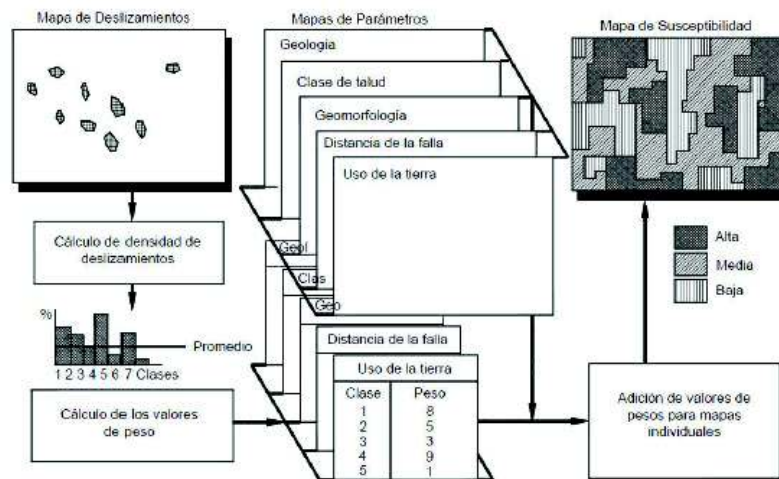 Mapa de Deslizamientos
Cálculo de densidad de
deslizamientos
%
Promedio
1 2 3 4 5 6 7 Clases
Cálculo de los valores
de peso
Mapas de Parámetros
Geología
Clase de talud
Geomorfología
Distancia de la falla
Uso de la tierra
Geol
Clas
Geo
Distancia de la falla
Uso de la tierra
Clase Peso
1 8
2 5
3 3
4 9
5 1
Mapa de Susceptibilidad
Alta
Media
Baja
Adición de valores de
pesos para mapas
individuales